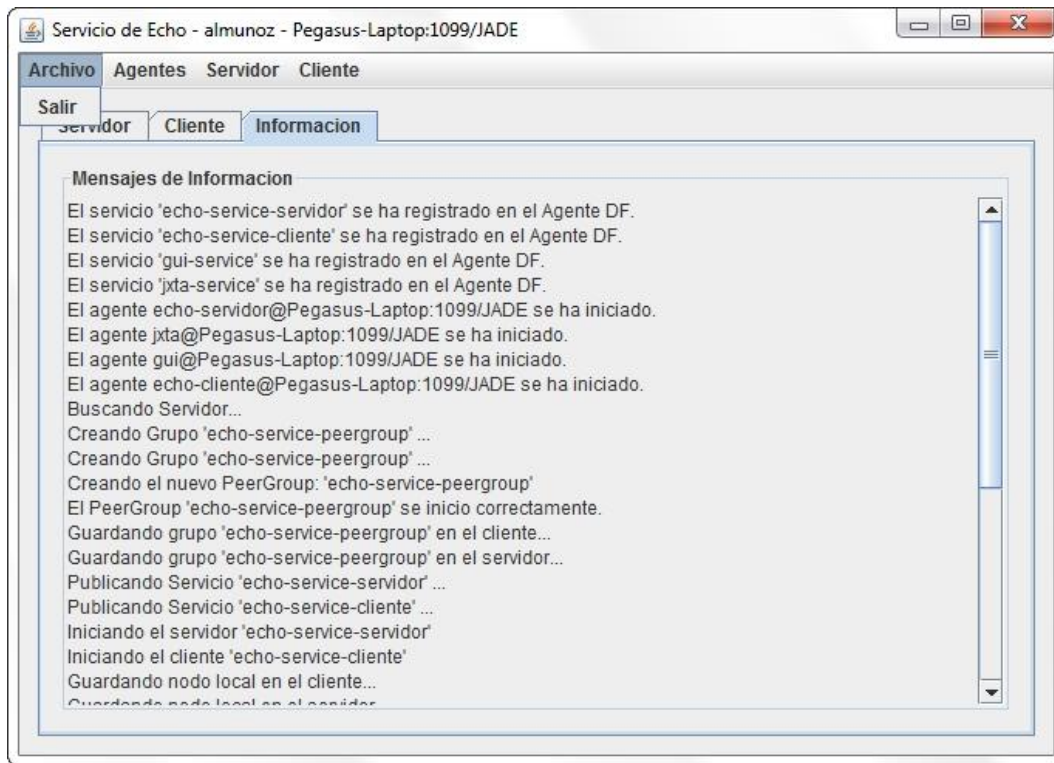 Servicio de Echo - almunoz - Pegasus-Laptop:1099/JADE
Archivo Agentes Servidor Cliente
Salir
Servidor Cliente Informacion
Mensajes de Informacion
El servicio 'echo-service-servidor' se ha registrado en el Agente DF.
El servicio 'echo-service-cliente' se ha registrado en el Agente DF.
El servicio 'gui-service' se ha registrado en el Agente DF.
El servicio 'jxta-service' se ha registrado en el Agente DF.
El agente echo-servidor@Pegasus-Laptop:1099/JADE se ha iniciado.
El agente jxta@Pegasus-Laptop:1099/JADE se ha iniciado.
El agente gui@Pegasus-Laptop:1099/JADE se ha iniciado.
El agente echo-cliente@Pegasus-Laptop:1099/JADE se ha iniciado.
Buscando Servidor...
Creando Grupo 'echo-service-peergroup' ...
Creando Grupo 'echo-service-peergroup' ...
Creando el nuevo PeerGroup: 'echo-service-peergroup'
El PeerGroup 'echo-service-peergroup' se inicio correctamente.
Guardando grupo 'echo-service-peergroup' en el cliente...
Guardando grupo 'echo-service-peergroup' en el servidor...
Publicando Servicio 'echo-service-servidor' ...
Publicando Servicio 'echo-service-cliente' ...
Iniciando el servidor 'echo-service-servidor'
Iniciando el cliente 'echo-service-cliente'
Guardando nodo local en el cliente...
Guardando nodo local en el servidor